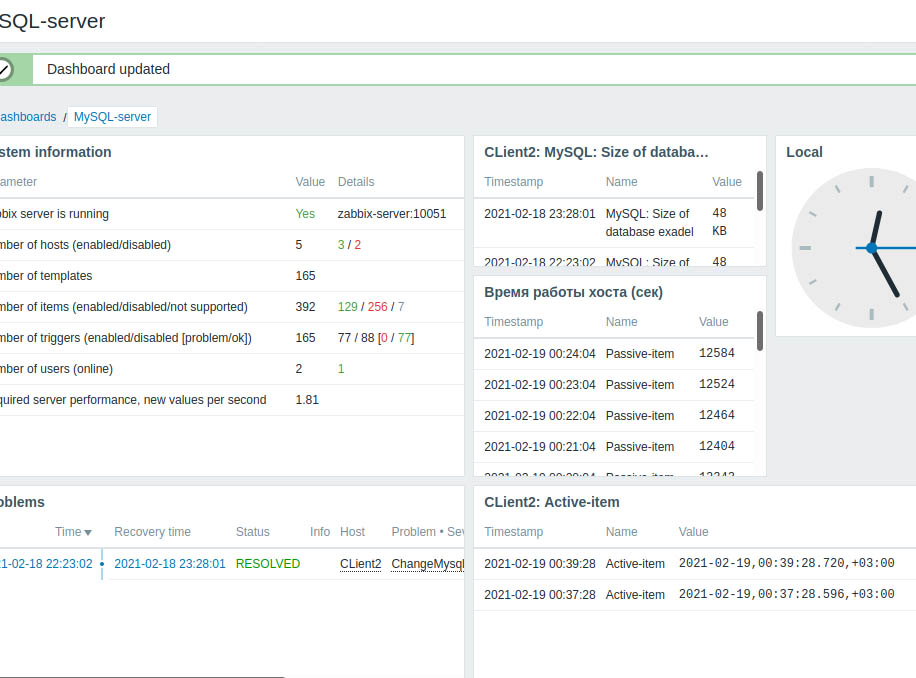 SQL-server
Dashboard updated
ashboards / MySQL-server
stem information
ameter Value Details
bbix server is running Yes zabbix-server:10051
mber of hosts (enabled/disabled) 5 3 / 2
mber of templates 165
mber of items (enabled/disabled/not supported) 392 129 / 256 / 7
mber of triggers (enabled/disabled [problem/ok]) 165 77 / 88 [0 / 77]
mber of users (online) 2 1
quired server performance, new values per second 1.81
CLient2: MySQL: Size of databa…
Timestamp Name Value
2021-02-18 23:28:01 MySQL: Size of 48
database exadel KB
2021-02-18 22:23:02 MySQL: Size of 48
Время работы хоста (сек)
Timestamp Name Value
2021-02-19 00:24:04 Passive-item 12584
2021-02-19 00:23:04 Passive-item 12524
2021-02-19 00:22:04 Passive-item 12464
2021-02-19 00:21:04 Passive-item 12404
2021-02-19 00:20:04 Passive-item 12343
Local
oblems
Time Recovery time Status Info Host Problem • Sev
1-02-18 22:23:02 2021-02-18 23:28:01 RESOLVED CLient2 ChangeMysql
CLient2: Active-item
Timestamp Name Value
2021-02-19 00:39:28 Active-item 2021-02-19,00:39:28.720,+03:00
2021-02-19 00:37:28 Active-item 2021-02-19,00:37:28.596,+03:00